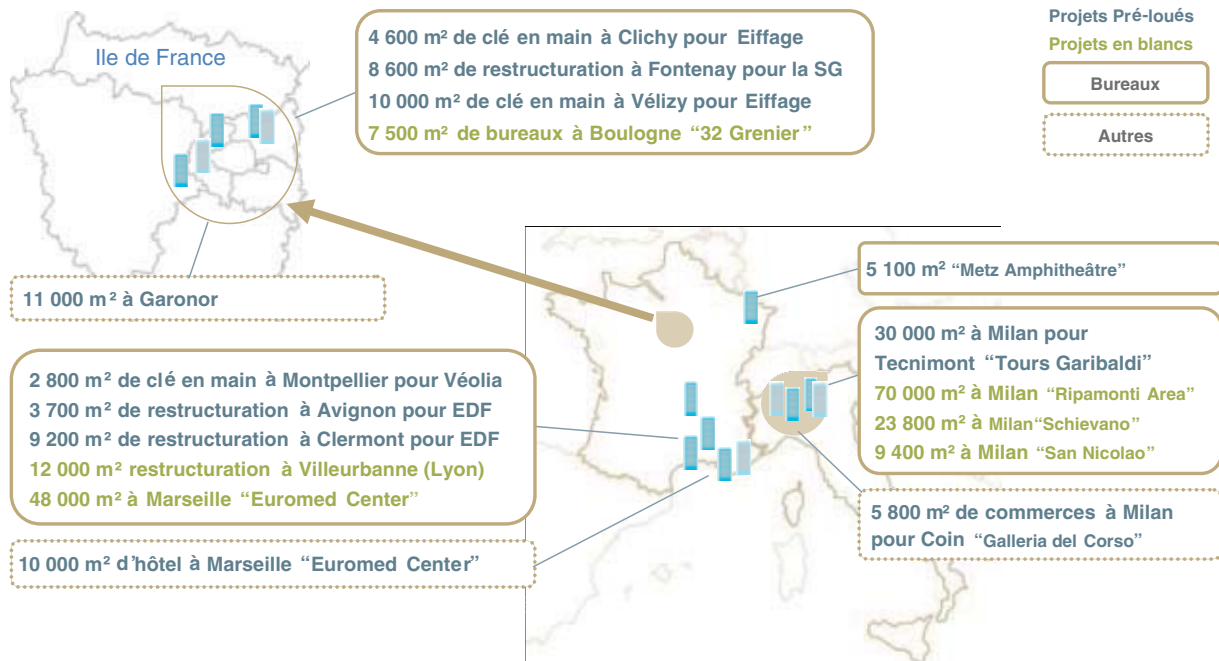 Ile de France
4 600 m² de clé en main à Clichy pour Eiffage
8 600 m² de restructuration à Fontenay pour la SG
10 000 m² de clé en main à Vélizy pour Eiffage
7 500 m² de bureaux à Boulogne “32 Grenier”
Projets Pré-loués
Projets en blancs
Bureaux
Autres
11 000 m² à Garonor
5 100 m² “Metz Amphitheâtre”
30 000 m² à Milan pour
Tecnimont “Tours Garibaldi”
70 000 m² à Milan “Ripamonti Area”
23 800 m² à Milan“Schievano”
9 400 m² à Milan “San Nicolao”
2 800 m² de clé en main à Montpellier pour Véolia
3 700 m² de restructuration à Avignon pour EDF
9 200 m² de restructuration à Clermont pour EDF
12 000 m² restructuration à Villeurbanne (Lyon)
48 000 m² à Marseille “Euromed Center”
5 800 m² de commerces à Milan
pour Coin “Galleria del Corso”
10 000 m² d’hôtel à Marseille “Euromed Center”